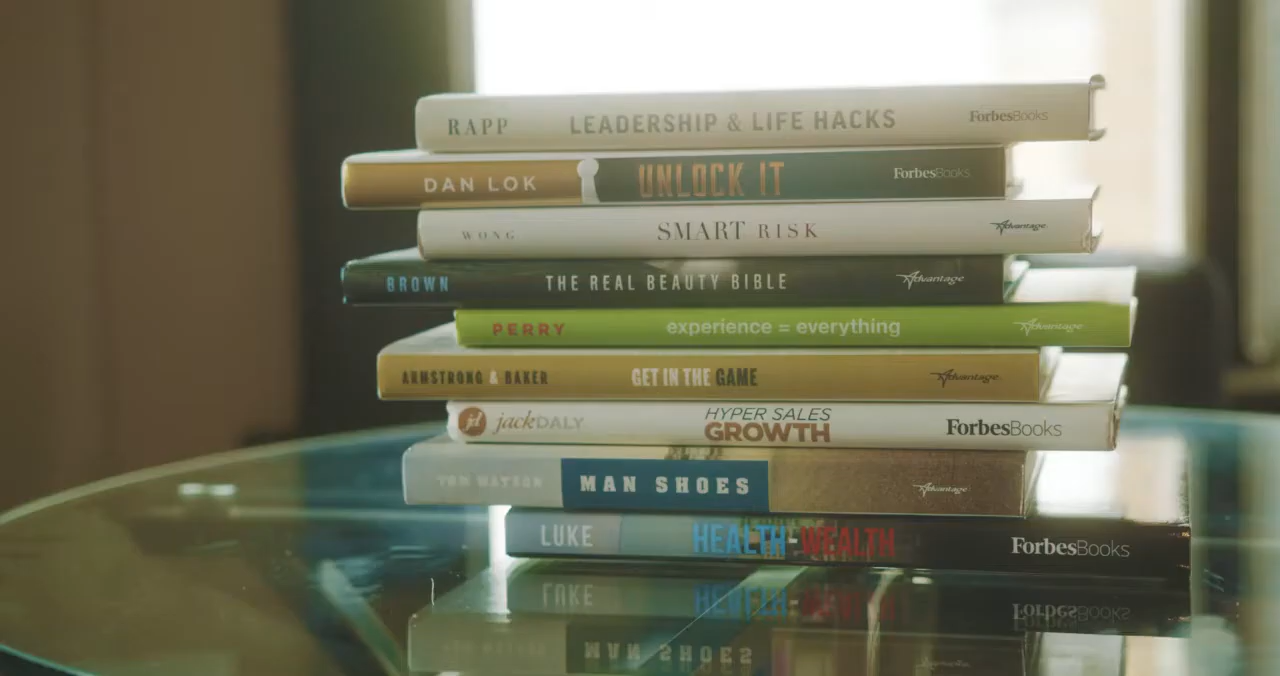 RAPP LEADERSHIP & LIFE HACKS ForbesBooks
DAN LOK UNLOCK IT ForbesBooks
WONG SMART RISK Advantage
BROWN THE REAL BEAUTY BIBLE Advantage
PERRY experience = everything Advantage
ARMSTRONG & BAKER GET IN THE GAME Advantage
jd jackDALY HYPER SALES
GROWTH ForbesBooks
TOM WATSON MAN SHOES Advantage
LUKE HEALTH-WEALTH ForbesBooks